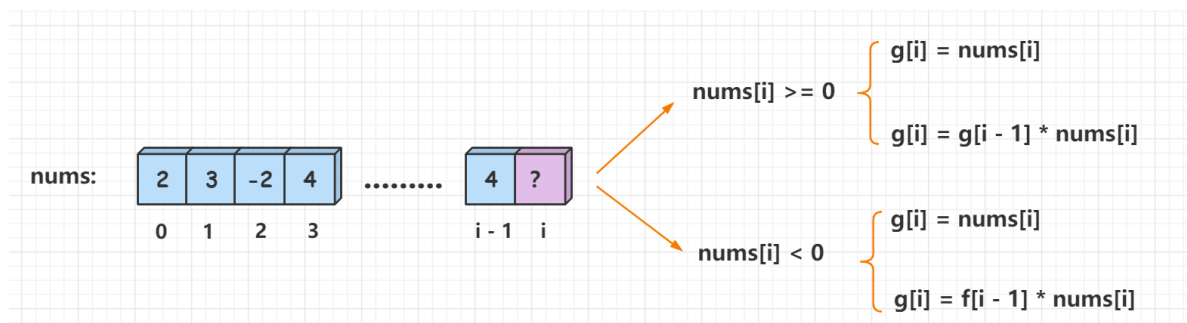 g[i] = nums[i]
nums[i] >= 0
g[i] = g[i - 1] * nums[i]
nums: 2 3 -2 4 ......... 4 ?
0 1 2 3 i - 1 i
g[i] = nums[i]
nums[i] < 0
g[i] = f[i - 1] * nums[i]